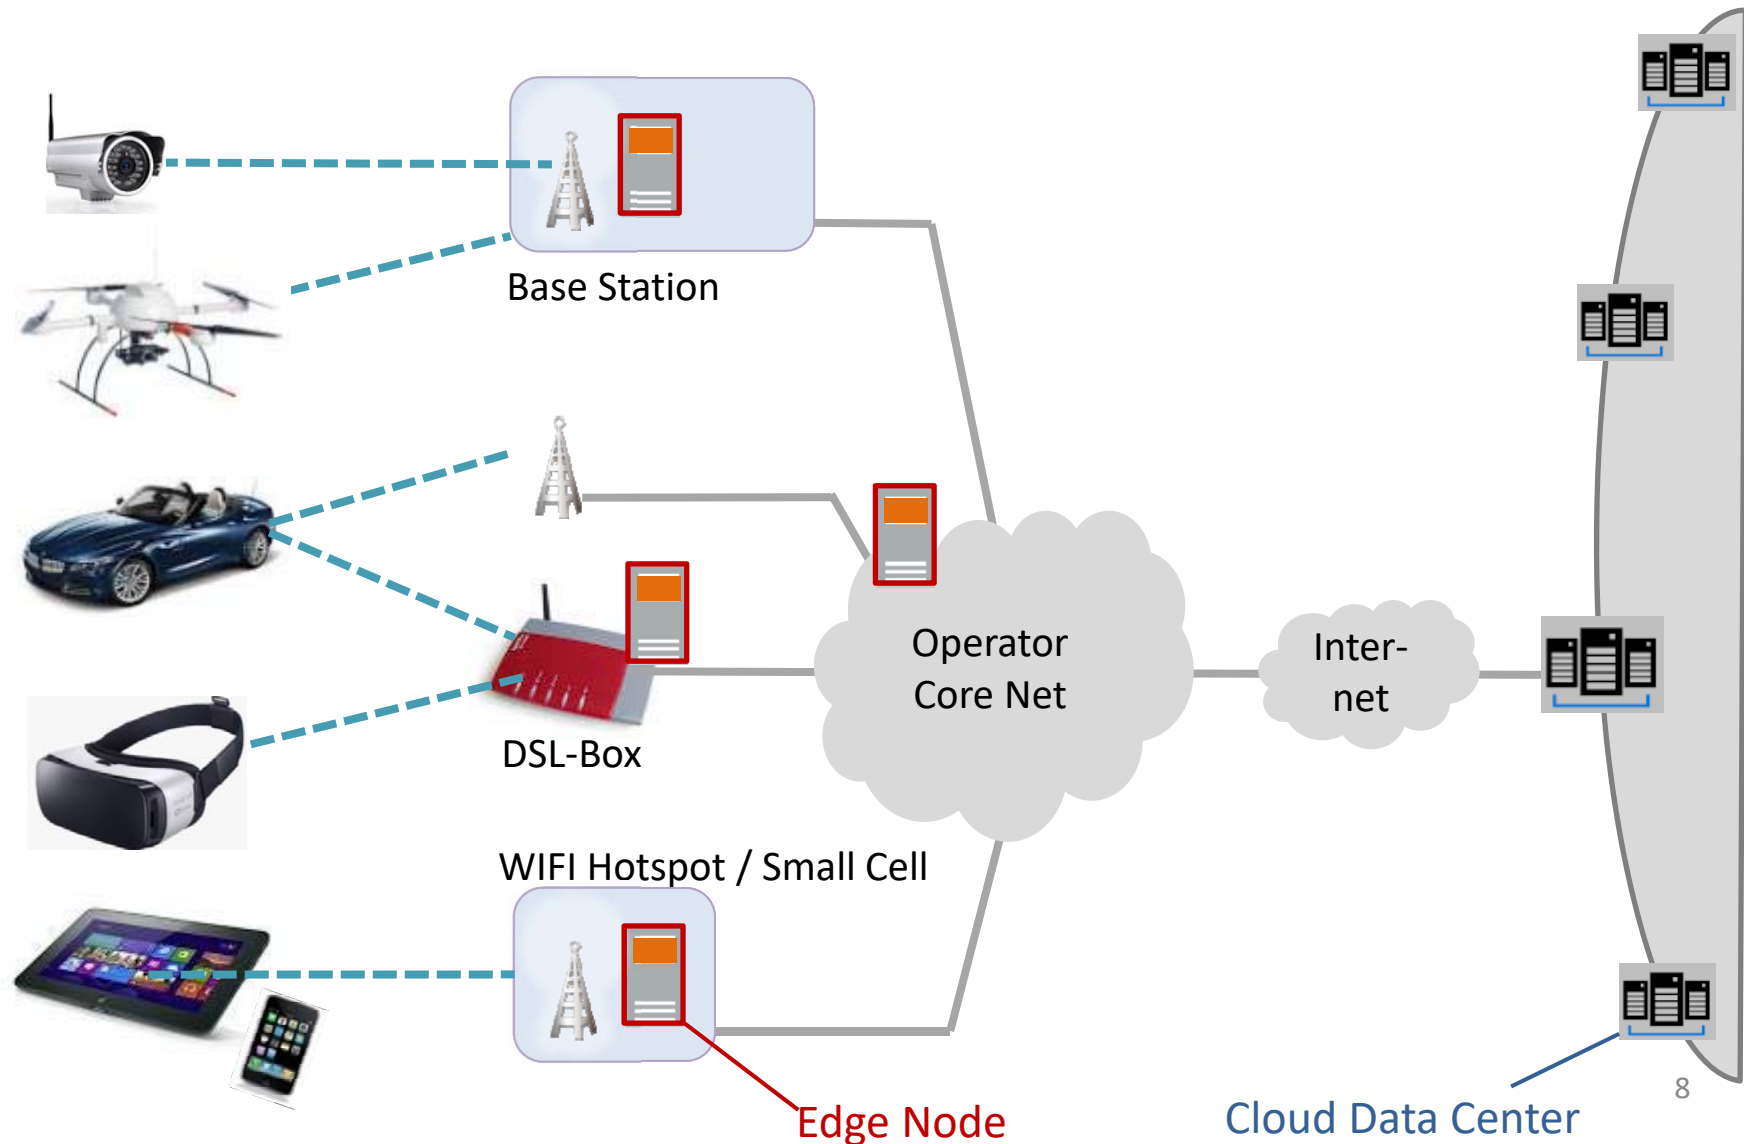 Base Station
Operator
Core Net
Inter-
net
DSL-Box
WIFI Hotspot / Small Cell
8
Edge Node
Cloud Data Center